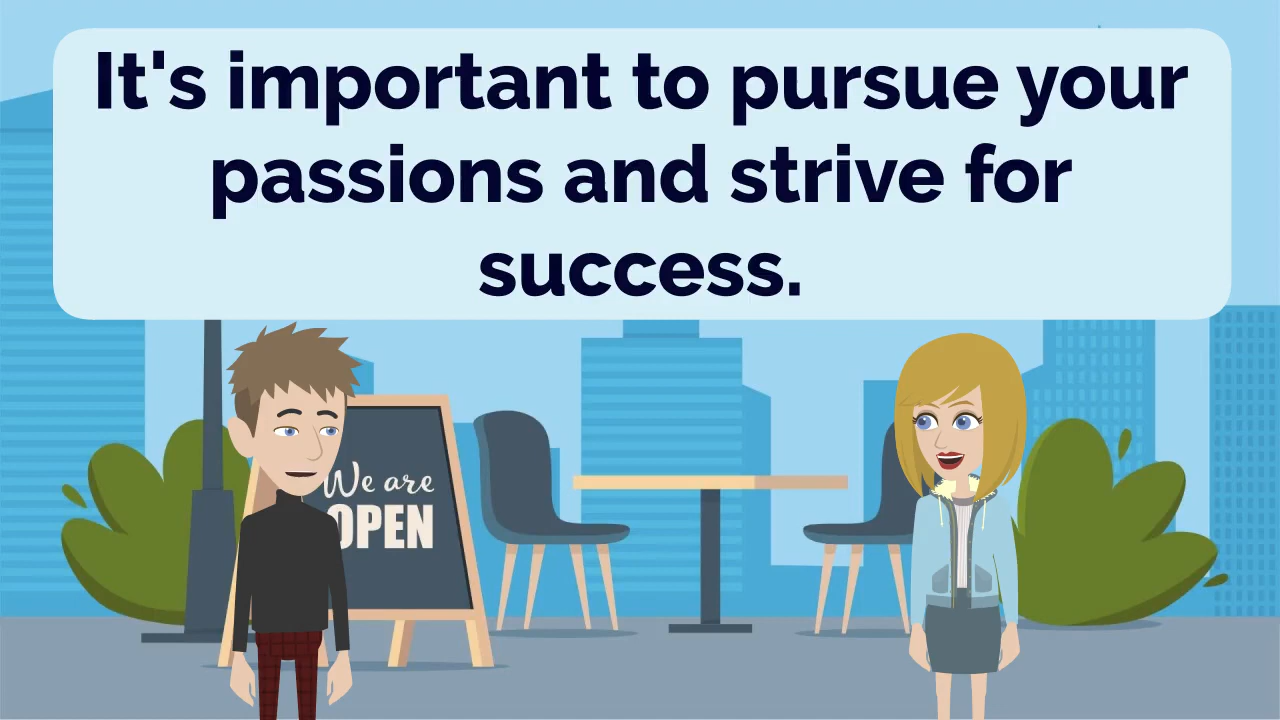 It's important to pursue your
passions and strive for
success.
We are
OPEN